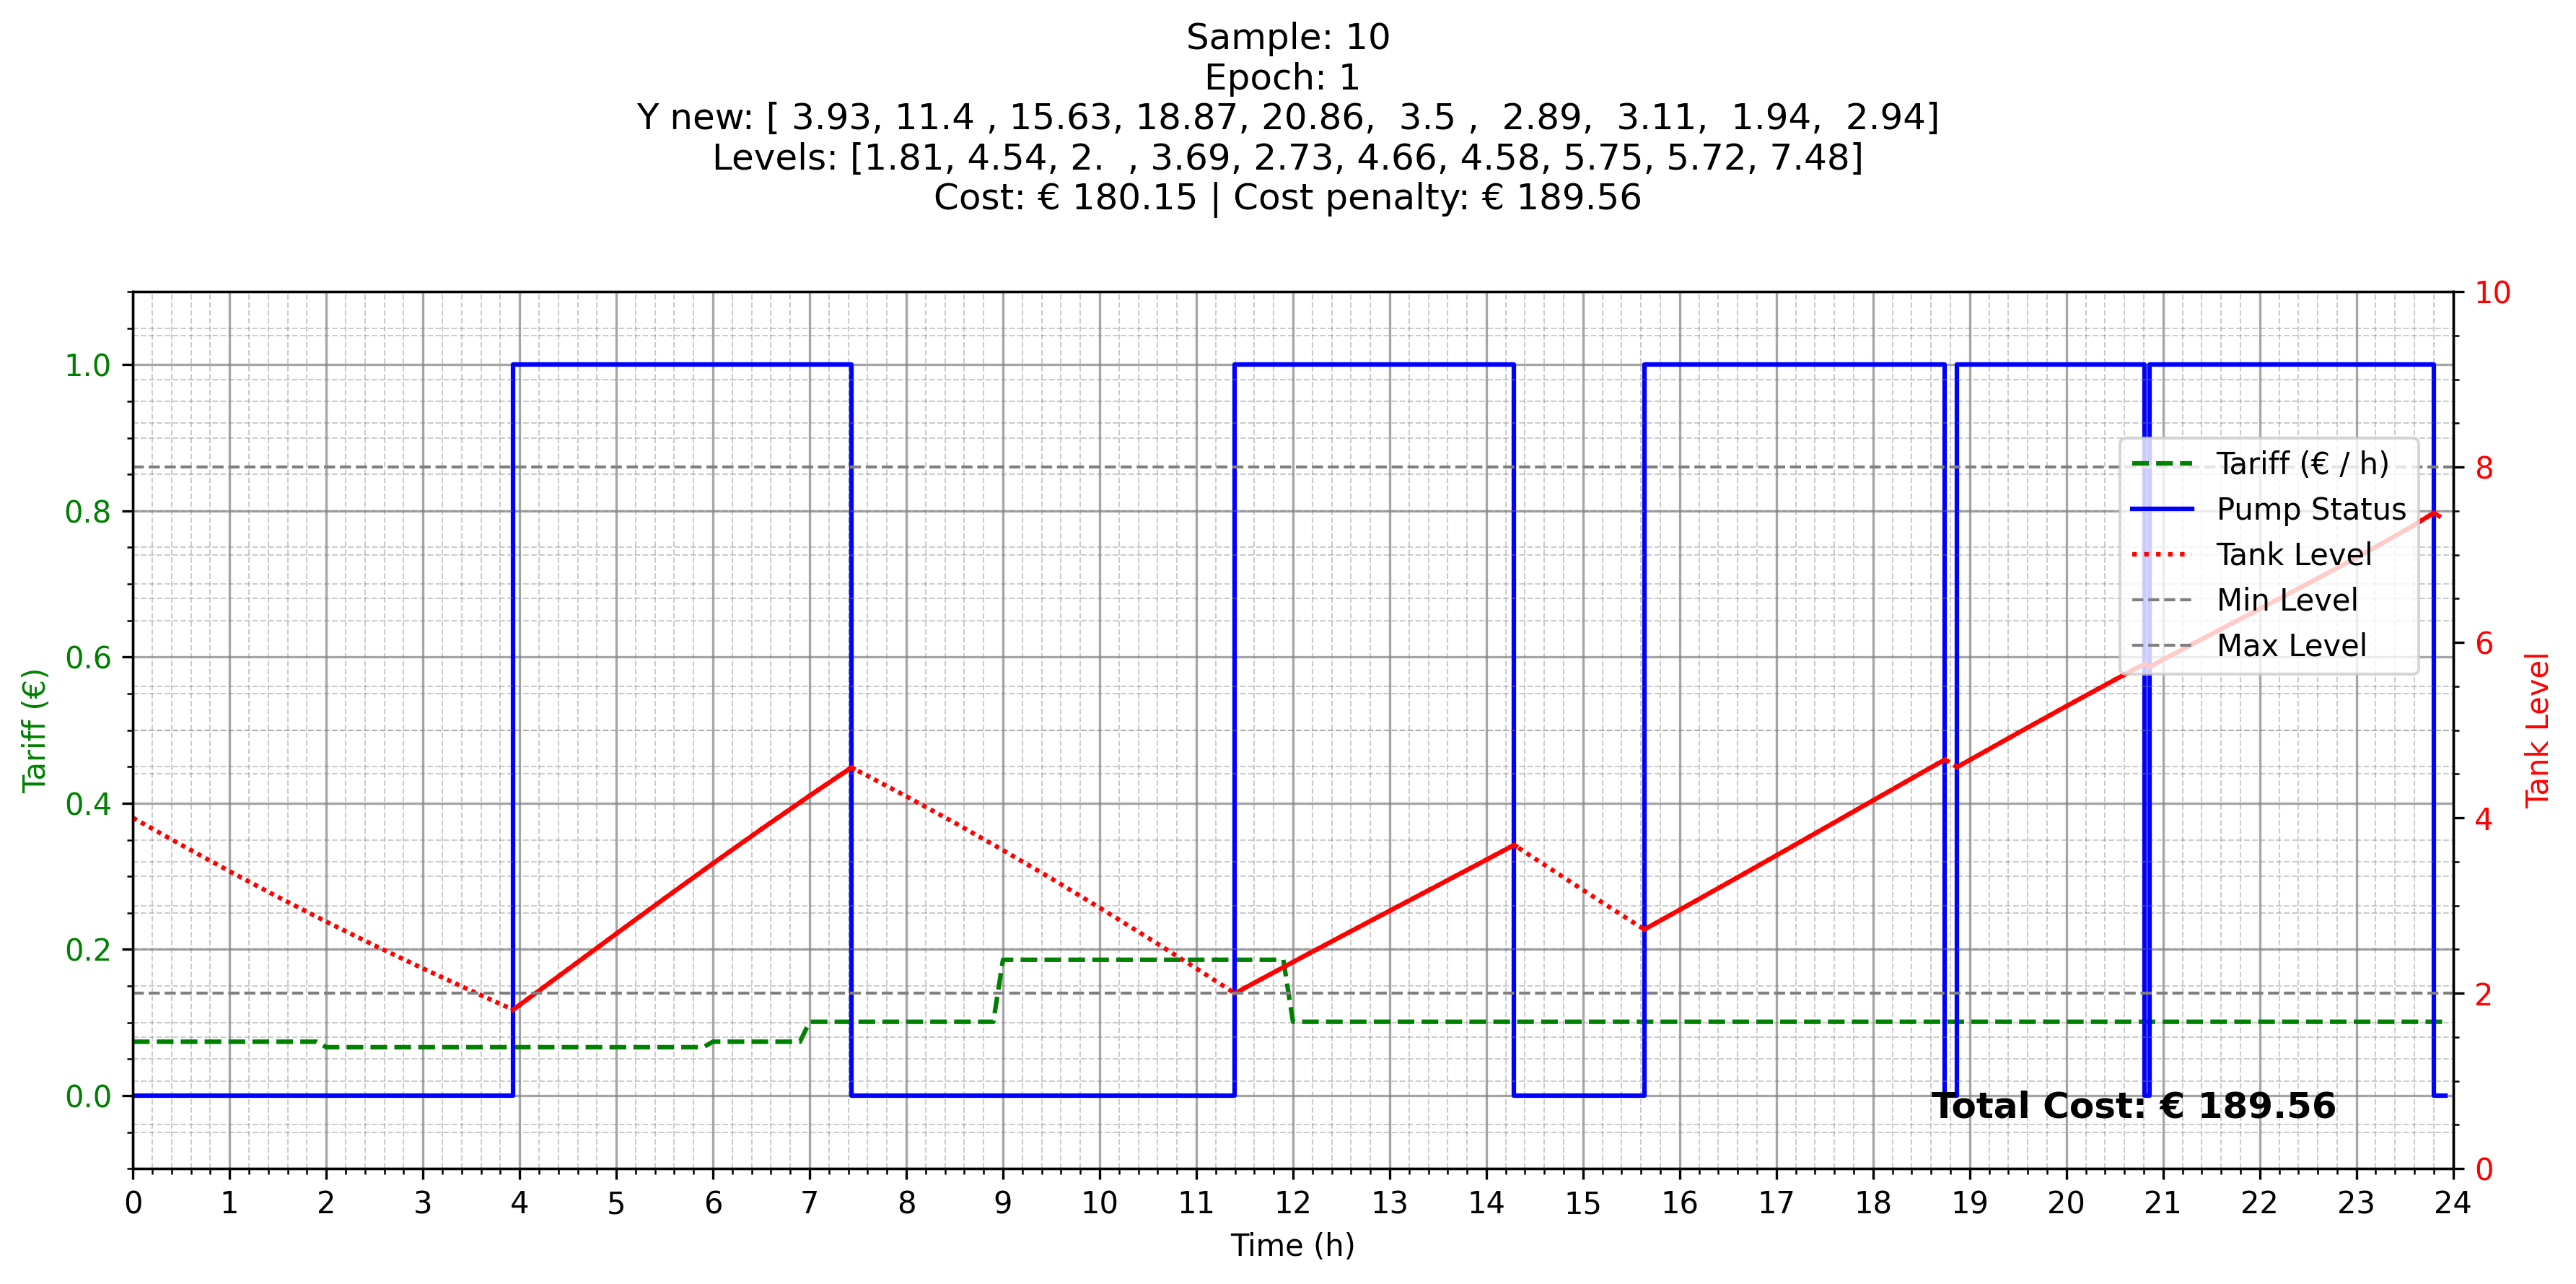 Sample: 10
Epoch: 1
Y new: [ 3.93, 11.4 , 15.63, 18.87, 20.86,  3.5 ,  2.89,  3.11,  1.94,  2.94]
Levels: [1.81, 4.54, 2.  , 3.69, 2.73, 4.66, 4.58, 5.75, 5.72, 7.48]
Cost: € 180.15 | Cost penalty: € 189.56
1.0
0.8
0.6
0.4
0.2
0.0
Tariff (€)
10
8
6
4
2
0
Tank Level
Tariff (€ / h)
Pump Status
Tank Level
Min Level
Max Level
Total Cost: € 189.56
0 1 2 3 4 5 6 7 8 9 10 11 12 13 14 15 16 17 18 19 20 21 22 23 24
Time (h)